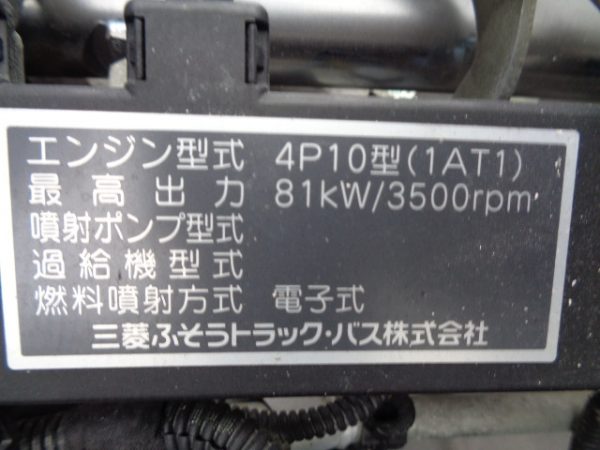 エンジン型式 4P10型(1AT1)
最高出力 81kW/3500rpm
噴射ポンプ型式
過給機型式
燃料噴射方式 電子式
三菱ふそうトラック・バス株式会社